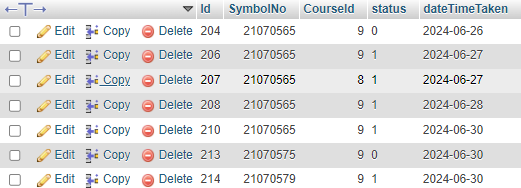 ←T→ Id SymbolNo CourseId status dateTimeTaken
Edit Copy Delete 204 21070565 9 0 2024-06-26
Edit Copy Delete 206 21070565 9 1 2024-06-27
Edit Copy Delete 207 21070565 8 1 2024-06-27
Edit Copy Delete 208 21070565 9 1 2024-06-28
Edit Copy Delete 210 21070565 9 1 2024-06-30
Edit Copy Delete 213 21070575 9 0 2024-06-30
Edit Copy Delete 214 21070579 9 1 2024-06-30